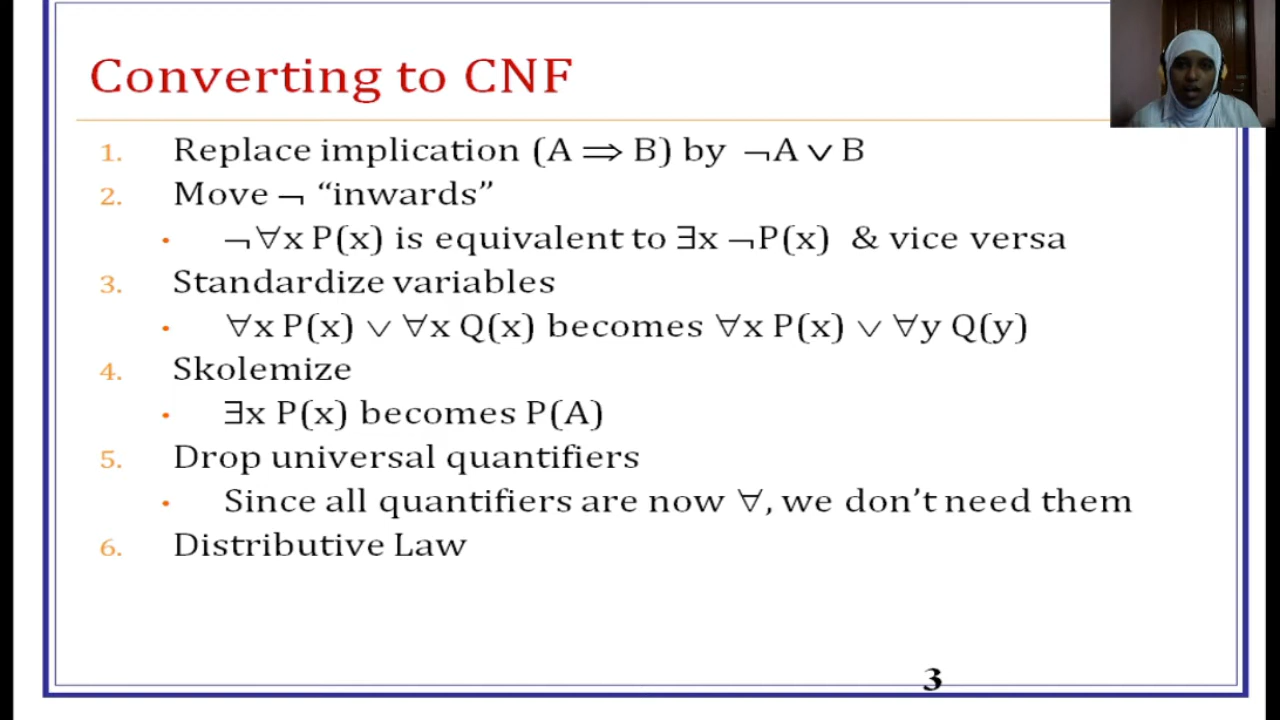 Converting to CNF
1. Replace implication (A ⇒ B) by ¬A ∨ B
2. Move ¬ “inwards”
• ¬∀x P(x) is equivalent to ∃x ¬P(x) & vice versa
3. Standardize variables
• ∀x P(x) ∨ ∀x Q(x) becomes ∀x P(x) ∨ ∀y Q(y)
4. Skolemize
• ∃x P(x) becomes P(A)
5. Drop universal quantifiers
• Since all quantifiers are now ∀, we don’t need them
6. Distributive Law
3